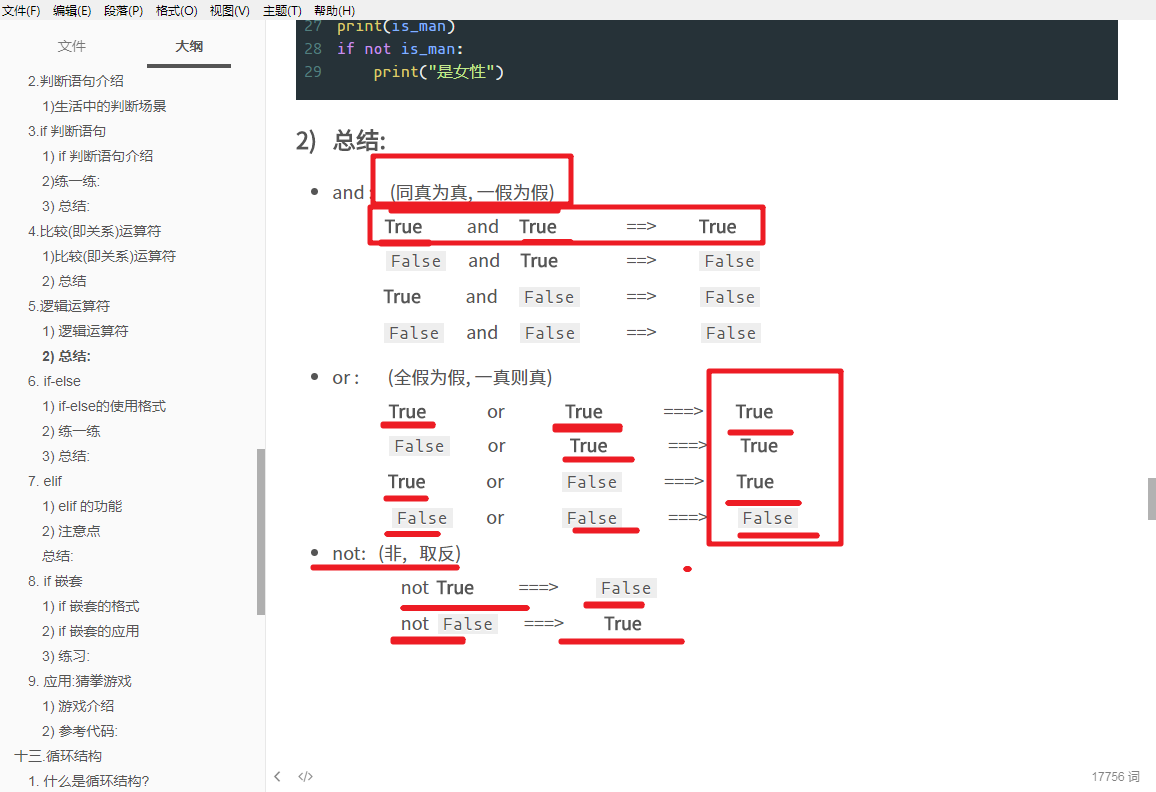 文件(F) 编辑(E) 段落(P) 格式(O) 视图(V) 主题(T) 帮助(H)
文件 大纲
2.判断语句介绍
1)生活中的判断场景
3.if 判断语句
1) if 判断语句介绍
2)练一练:
3) 总结:
4.比较(即关系)运算符
1)比较(即关系)运算符
2) 总结
5.逻辑运算符
1) 逻辑运算符
2) 总结:
6. if-else
1) if-else的使用格式
2) 练一练
3) 总结:
7. elif
1) elif 的功能
2) 注意点
总结:
8. if 嵌套
1) if 嵌套的格式
2) if 嵌套的应用
3) 练习:
9. 应用:猜拳游戏
1) 游戏介绍
2) 参考代码:
十三.循环结构
1. 什么是循环结构?
27 print(is_man)
28 if not is_man:
29 print("是女性")
2) 总结:
and : (同真为真, 一假为假)
True and True ==> True
False and True ==> False
True and False ==> False
False and False ==> False
or : (全假为假, 一真则真)
True or True ===> True
False or True ===> True
True or False ===> True
False or False ===> False
not: (非, 取反)
not True ===> False
not False ===> True
17756 词